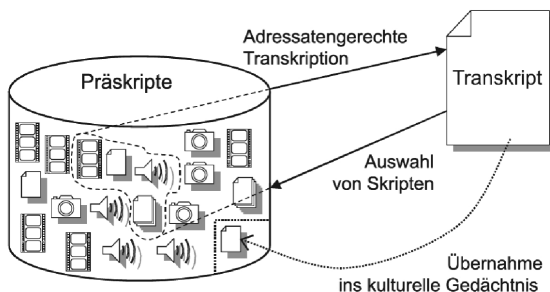 Adressatengerechte
Transkription
Präskripte
Transkript
Auswahl
von Skripten
Übernahme
ins kulturelle Gedächtnis